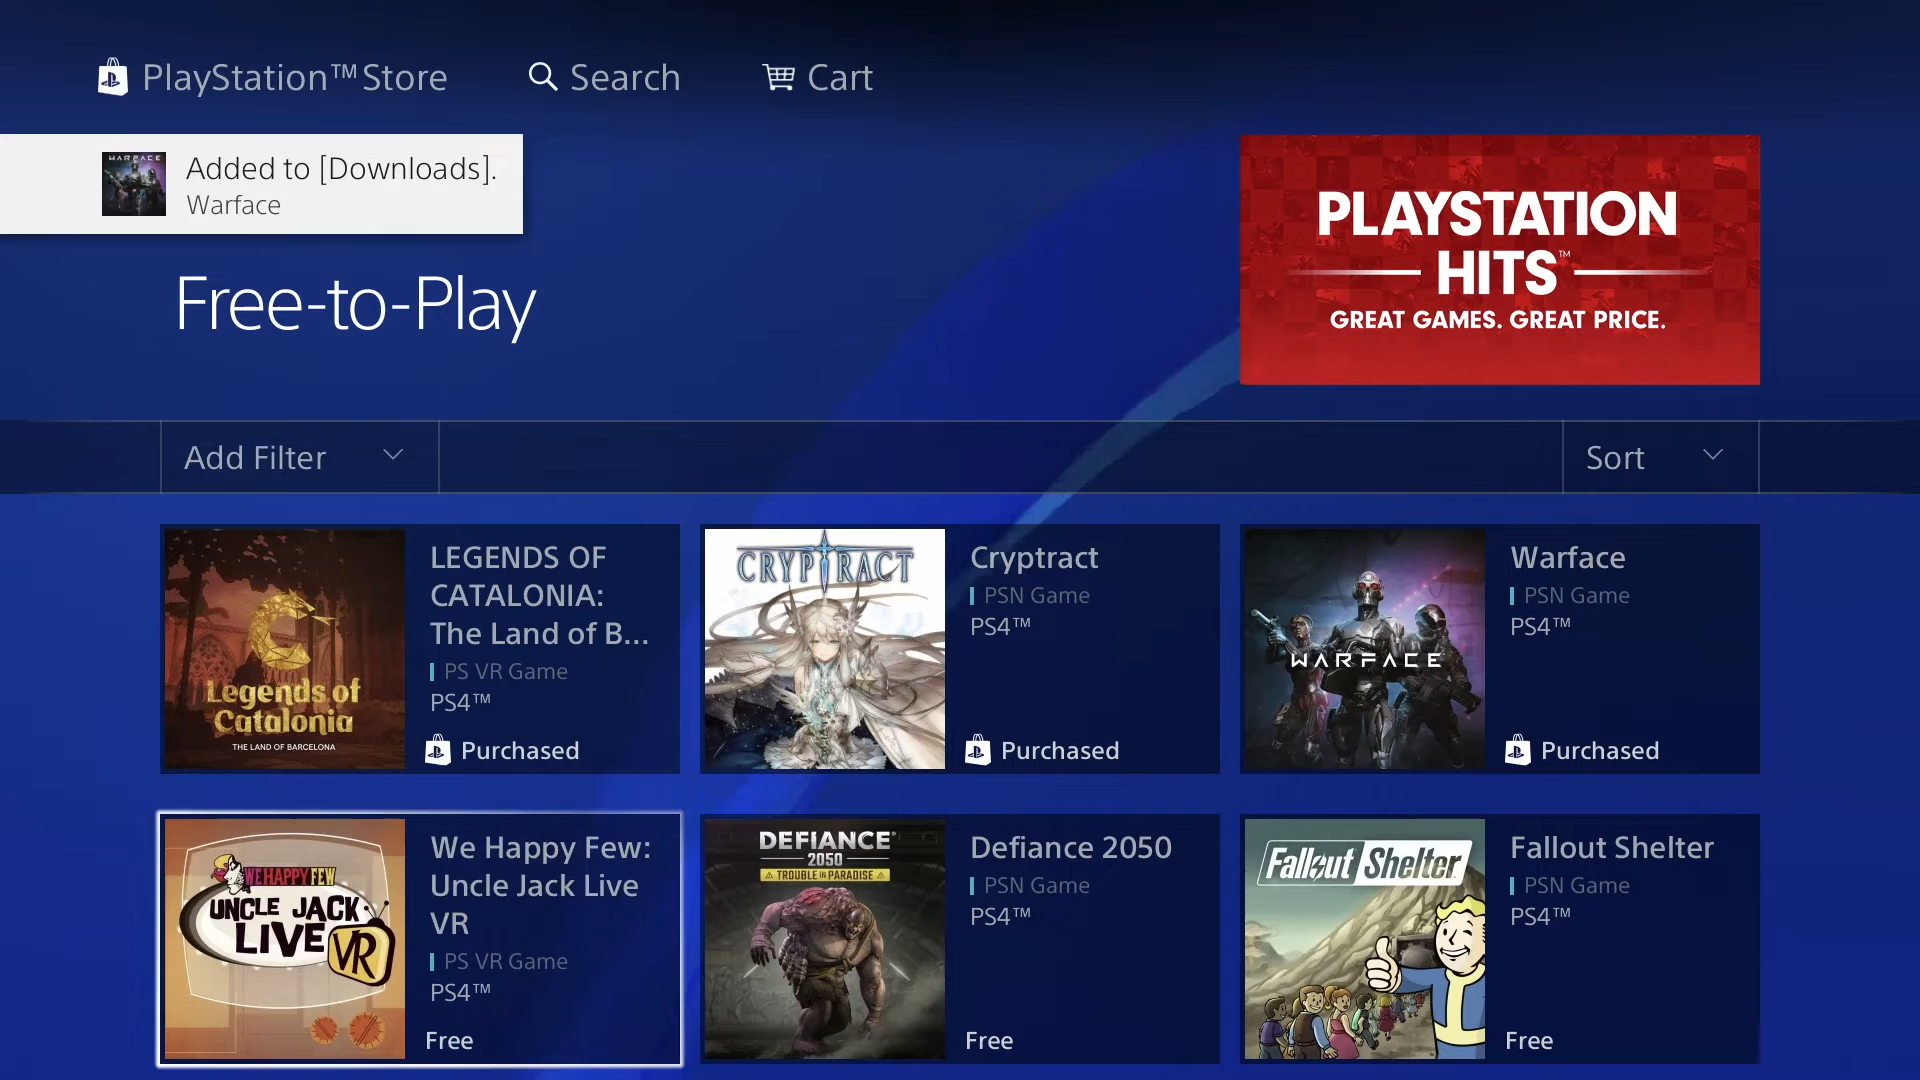 PlayStation™Store
Search
Cart
WARFACE
Added to [Downloads].
Warface
Free-to-Play
PLAYSTATION
HITS™
GREAT GAMES. GREAT PRICE.
Add Filter
Sort
Legends of
Catalonia
THE LAND OF BARCELONA
LEGENDS OF
CATALONIA:
The Land of B...
PS VR Game
PS4™
Purchased
CRYPTRACT
Cryptract
PSN Game
PS4™
Purchased
WARFACE
Warface
PSN Game
PS4™
Purchased
WE HAPPY FEW
UNCLE JACK
LIVE
VR
We Happy Few:
Uncle Jack Live
VR
PS VR Game
PS4™
Free
DEFIANCE
2050
TROUBLE IN PARADISE
Defiance 2050
PSN Game
PS4™
Free
Fallout Shelter
Fallout Shelter
PSN Game
PS4™
Free